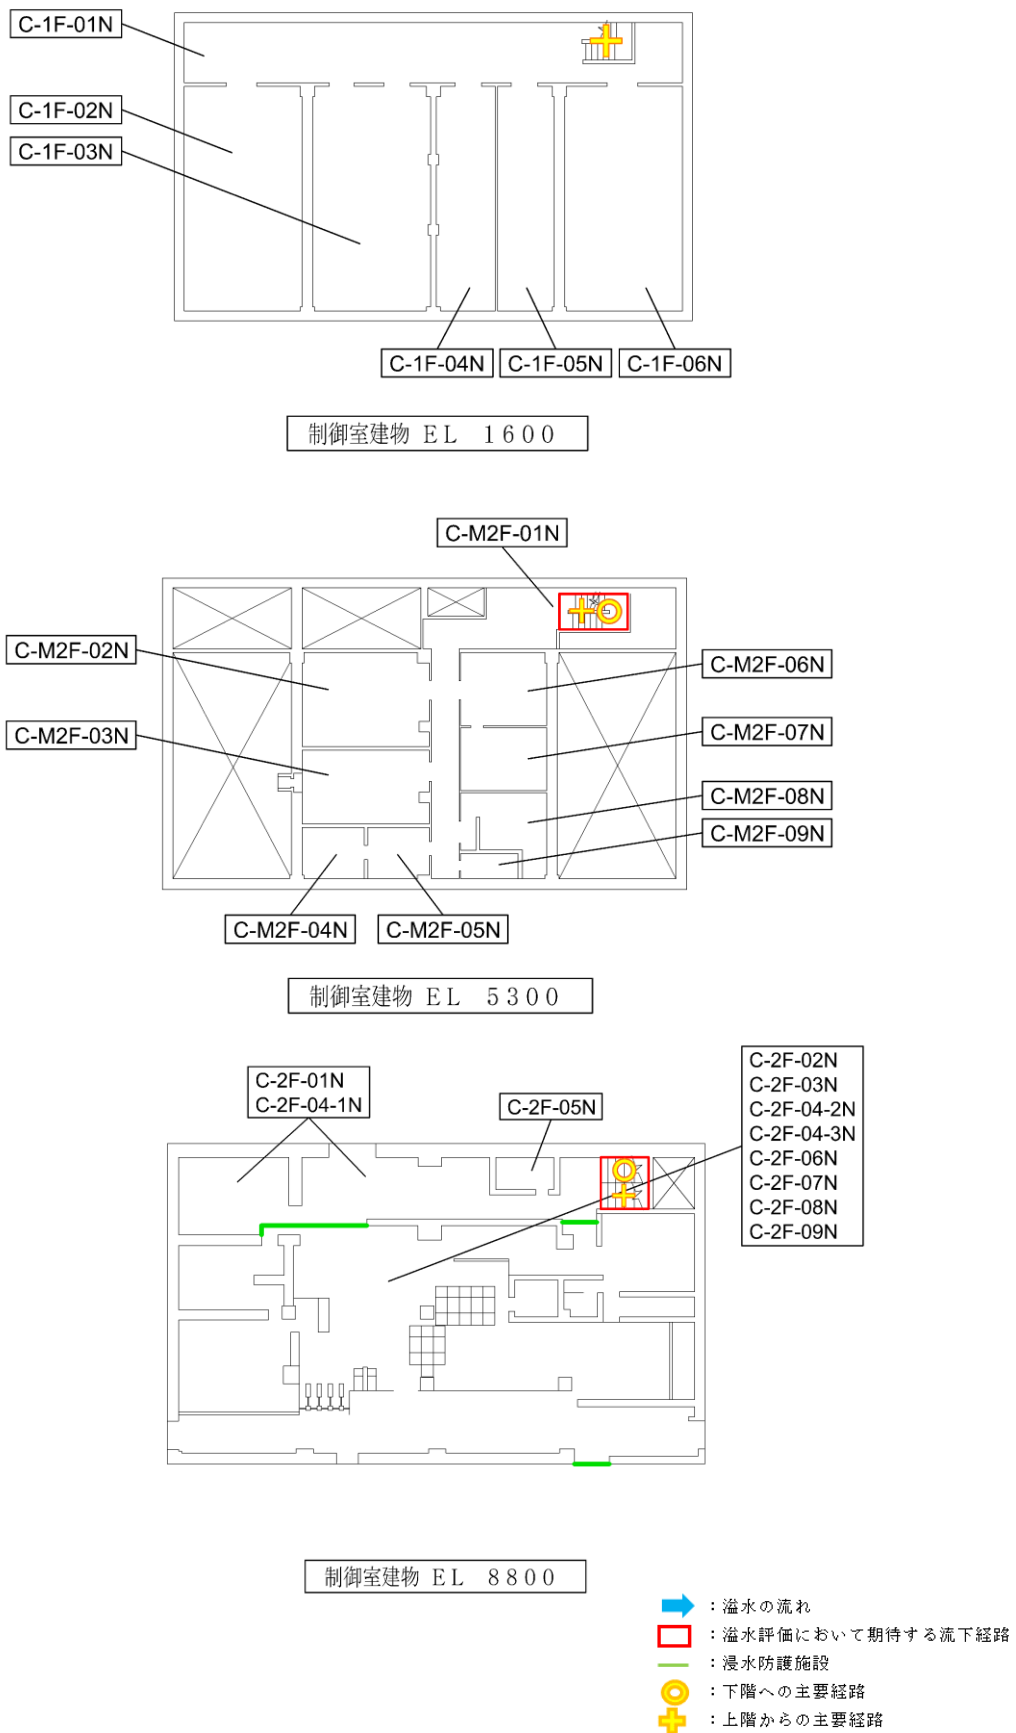 C-1F-01N
C-1F-02N
C-1F-03N
C-1F-04N
C-1F-05N
C-1F-06N
制御室建物 EL 1600
C-M2F-01N
C-M2F-02N
C-M2F-06N
C-M2F-03N
C-M2F-07N
C-M2F-08N
C-M2F-09N
C-M2F-04N
C-M2F-05N
制御室建物 EL 5300
C-2F-01N
C-2F-04-1N
C-2F-05N
C-2F-02N
C-2F-03N
C-2F-04-2N
C-2F-04-3N
C-2F-06N
C-2F-07N
C-2F-08N
C-2F-09N
制御室建物 EL 8800
：溢水の流れ
：溢水評価において期待する流下経路
：浸水防護施設
：下階への主要経路
：上階からの主要経路